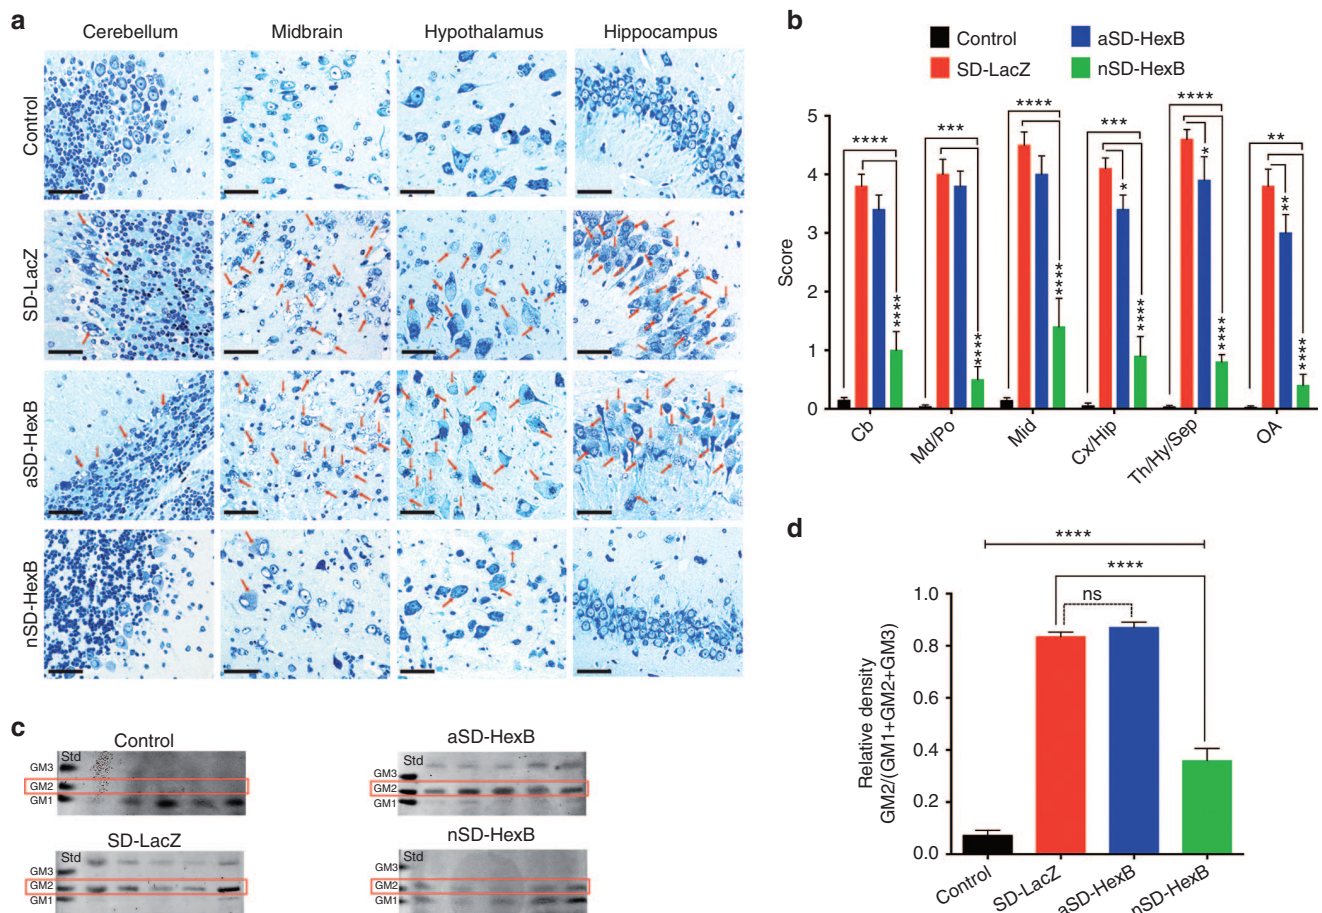 a
Cerebellum Midbrain Hypothalamus Hippocampus
Control
SD-LacZ
aSD-HexB
nSD-HexB
b
Control
SD-LacZ
aSD-HexB
nSD-HexB
Score
5
4
3
2
1
0
**** *** **** *** **** **
* * **
**** **** **** **** **** ****
Cb Md/Po Mid Cx/Hip Th/Hy/Sep OA
c
Control
Std
GM3
GM2
GM1
aSD-HexB
Std
GM3
GM2
GM1
SD-LacZ
Std
GM3
GM2
GM1
nSD-HexB
Std
GM3
GM2
GM1
d
****
****
ns
Relative density
GM2/(GM1+GM2+GM3)
1.0
0.8
0.6
0.4
0.2
0.0
Control SD-LacZ aSD-HexB nSD-HexB